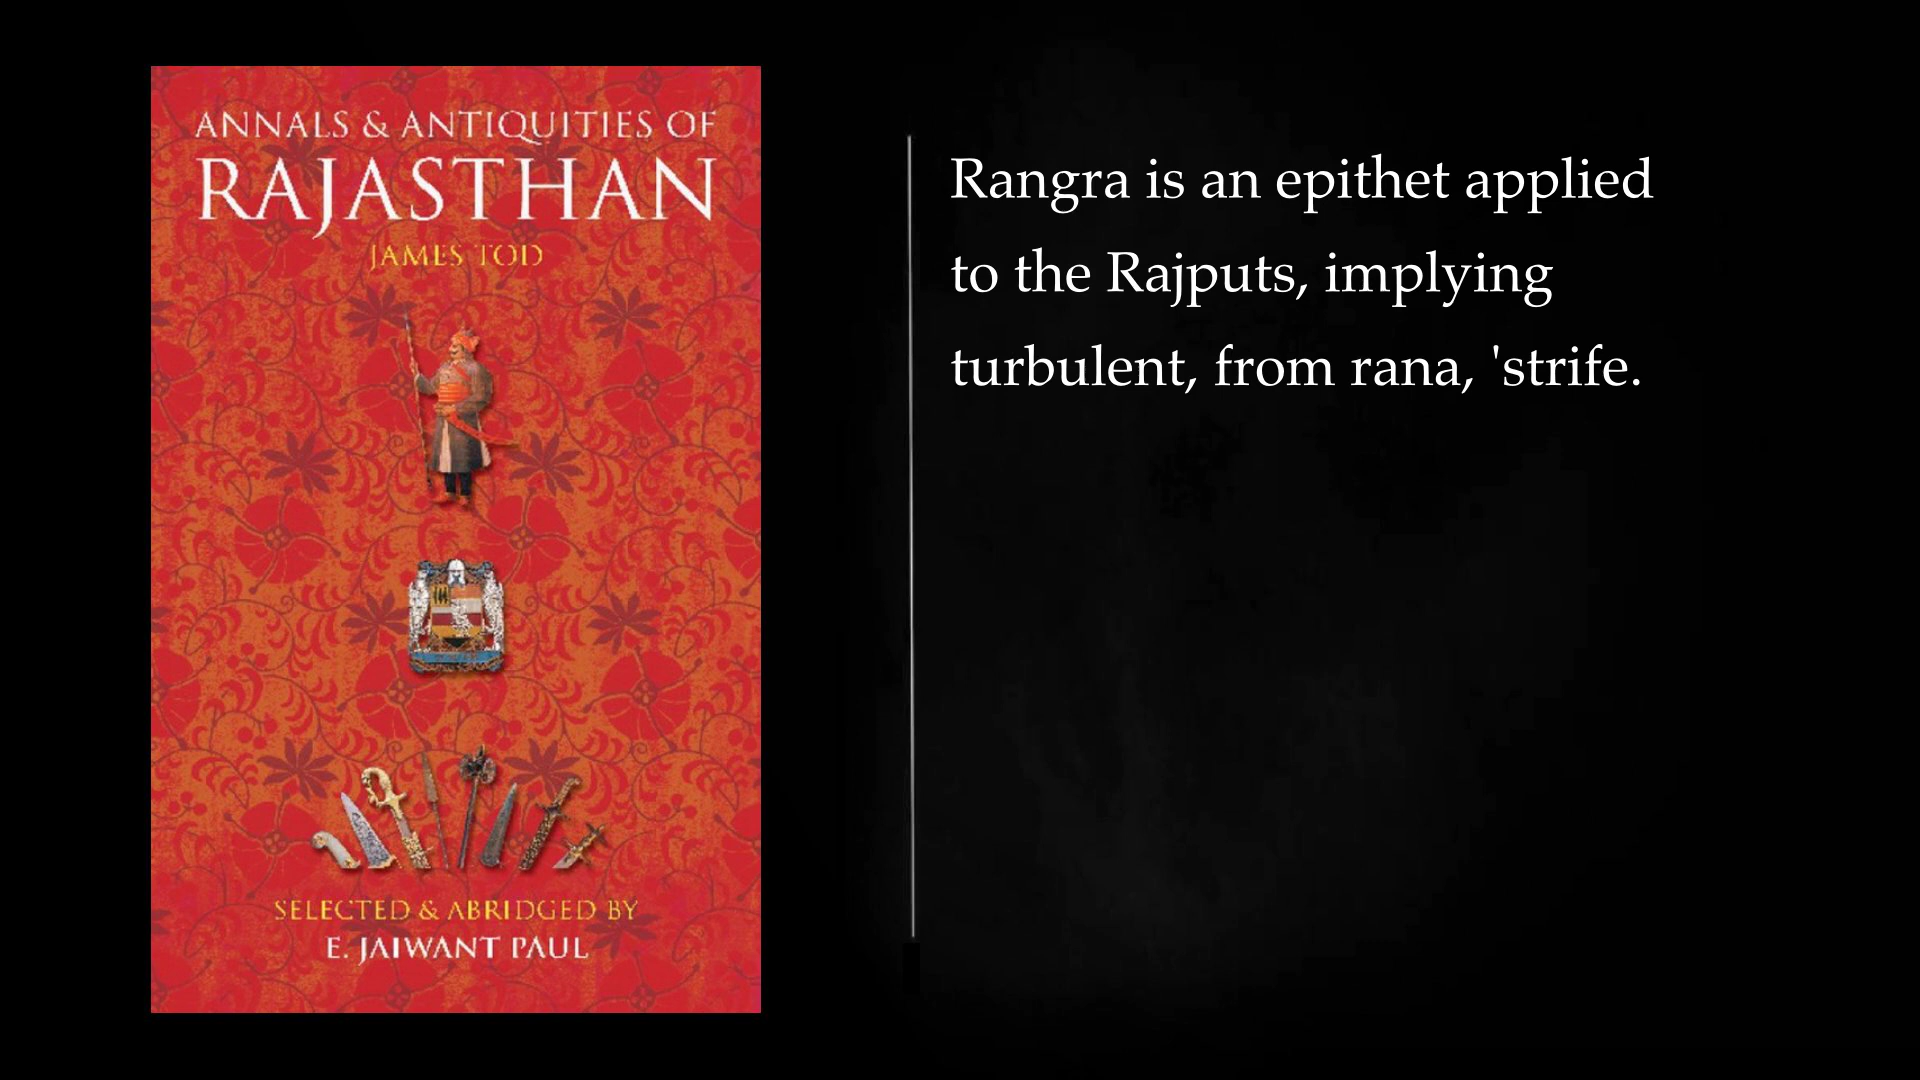 ANNALS & ANTIQUITIES OF
RAJASTHAN
JAMES TOD
SELECTED & ABRIDGED BY
E. JAIWANT PAUL
Rangra is an epithet applied
to the Rajputs, implying
turbulent, from rana, 'strife.